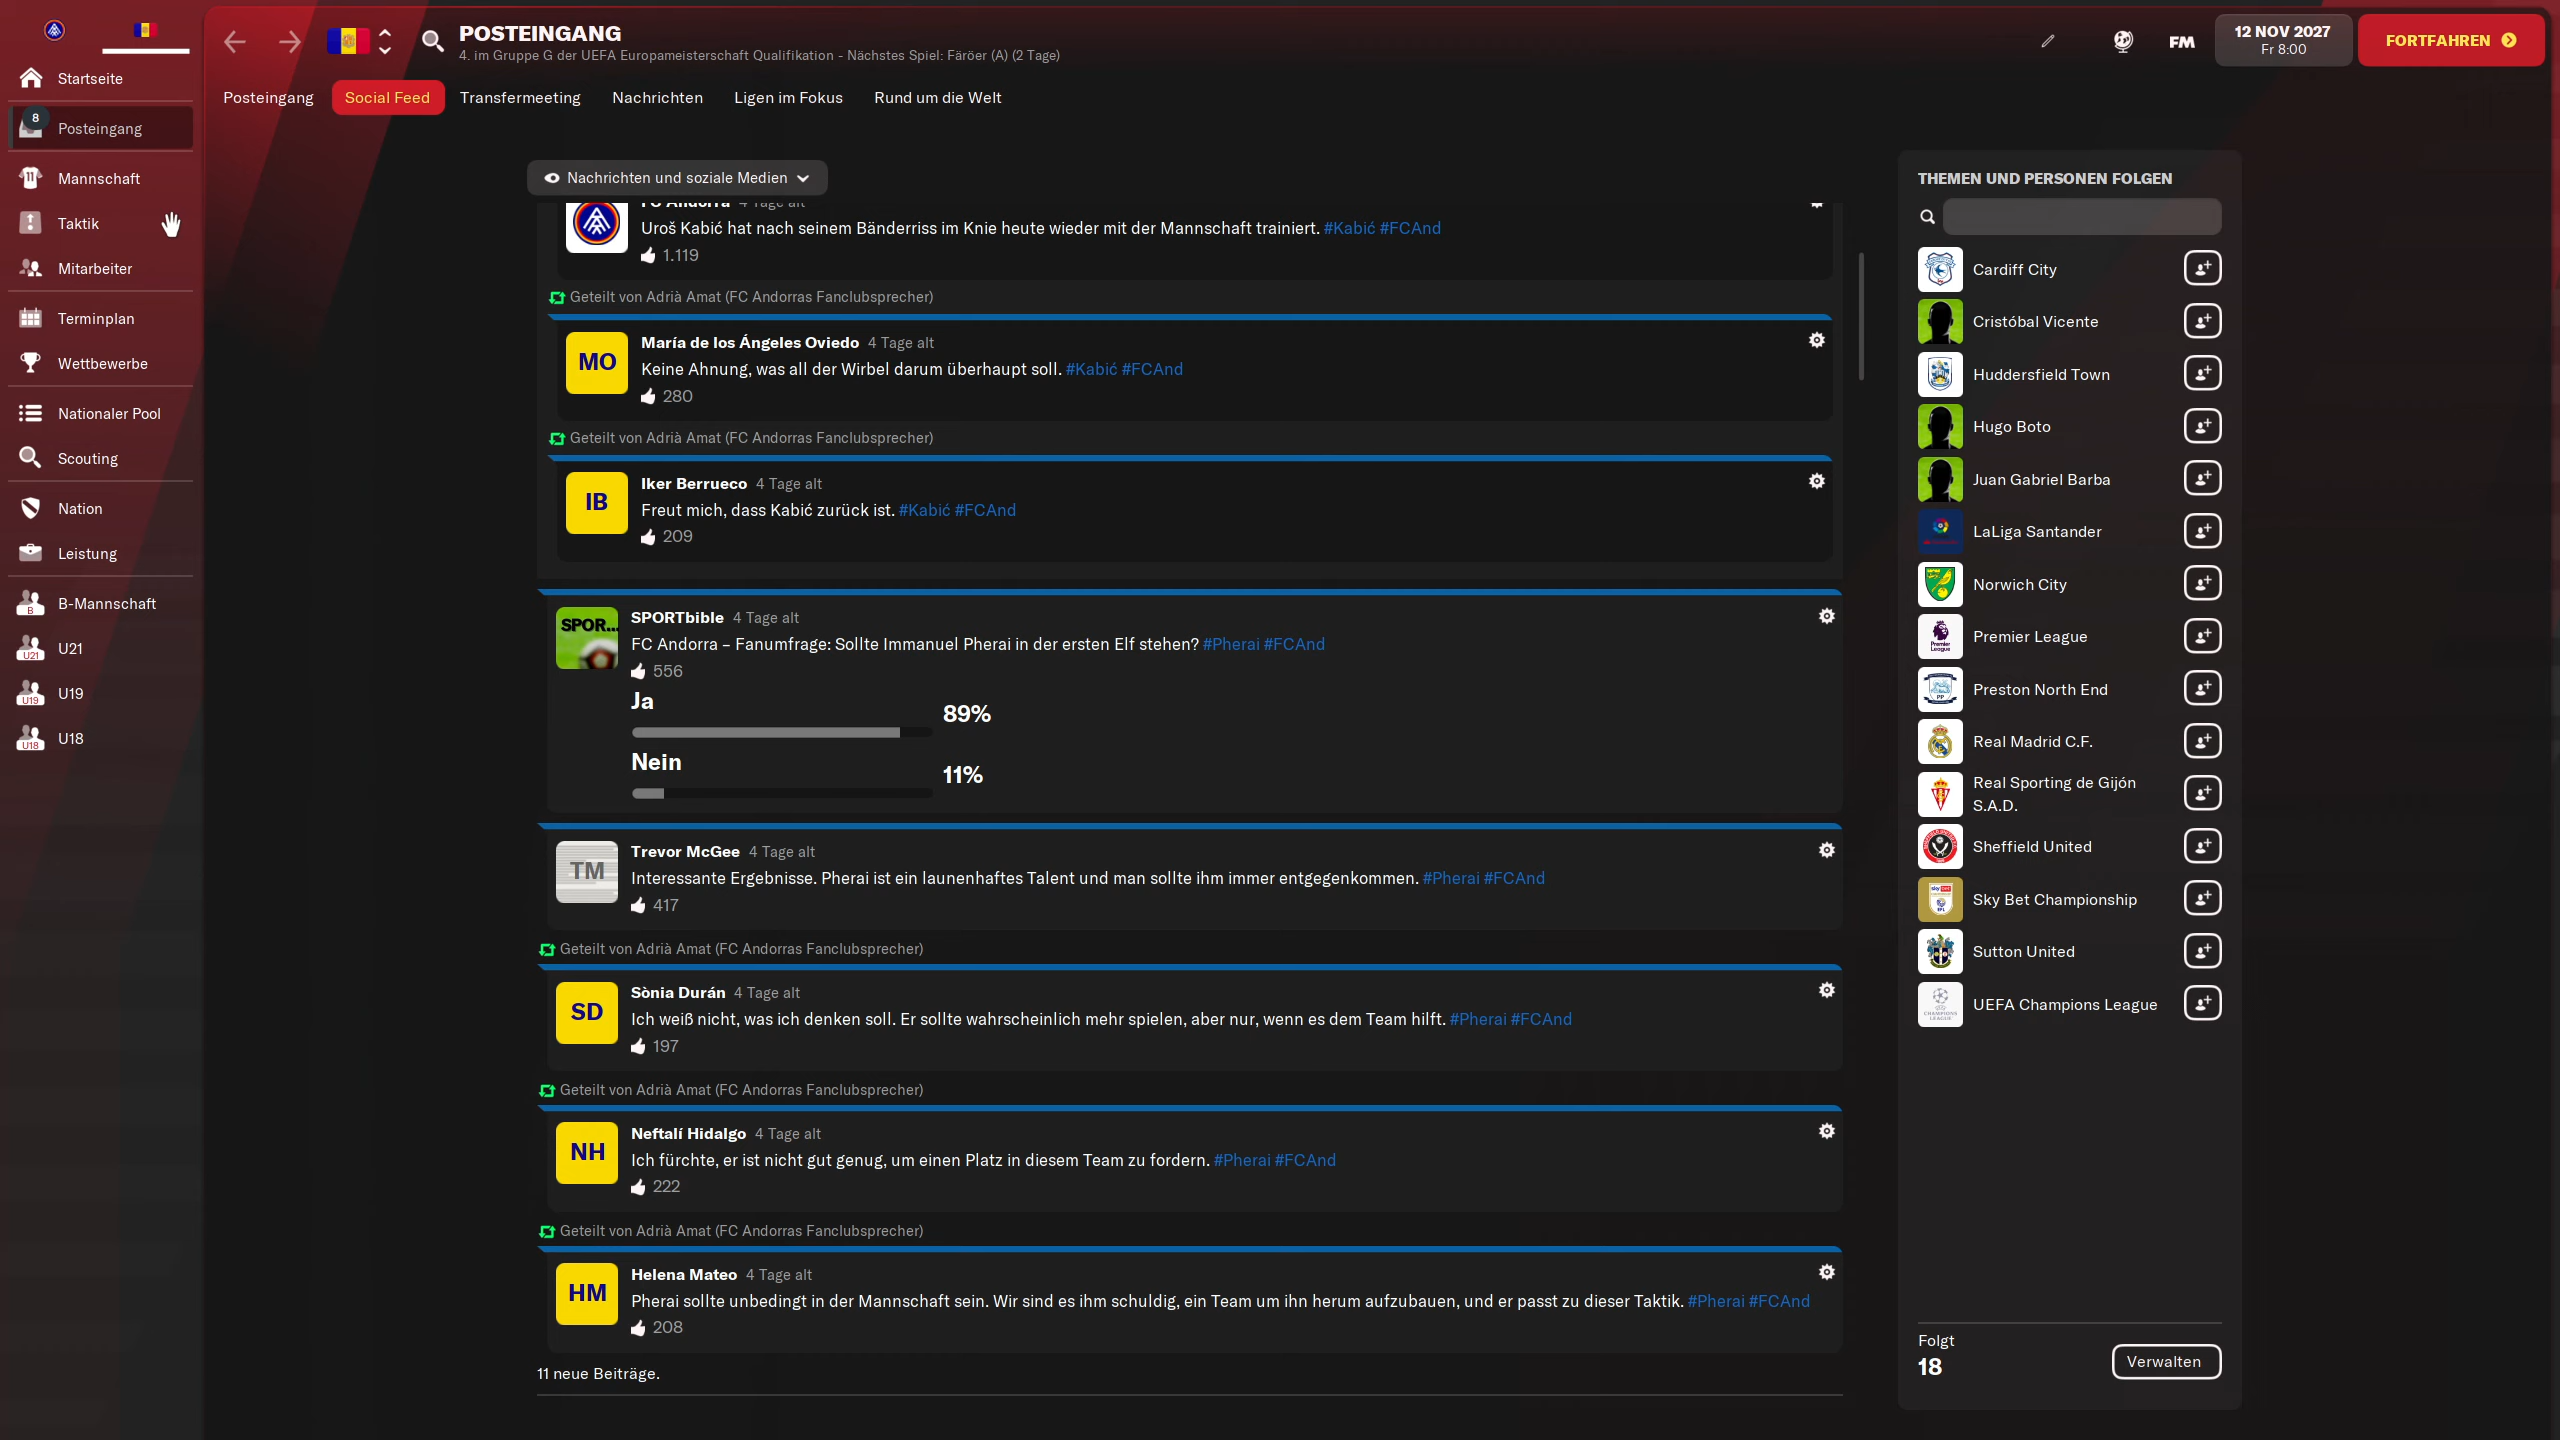 POSTEINGANG
4. im Gruppe G der UEFA Europameisterschaft Qualifikation - Nächstes Spiel: Färöer (A) (2 Tage)
FM
12 NOV 2027
Fr 8:00
FORTFAHREN
Startseite
8
Posteingang
Mannschaft
Taktik
Mitarbeiter
Terminplan
Wettbewerbe
Nationaler Pool
Scouting
Nation
Leistung
B
B-Mannschaft
U21
U21
U19
U19
U18
U18
Posteingang
Social Feed
Transfermeeting
Nachrichten
Ligen im Fokus
Rund um die Welt
Nachrichten und soziale Medien
FC Andorra 4 Tage alt
Uroš Kabić hat nach seinem Bänderriss im Knie heute wieder mit der Mannschaft trainiert. #Kabić #FCAnd
1.119
Geteilt von Adrià Amat (FC Andorras Fanclubsprecher)
MO
María de los Ángeles Oviedo 4 Tage alt
Keine Ahnung, was all der Wirbel darum überhaupt soll. #Kabić #FCAnd
280
Geteilt von Adrià Amat (FC Andorras Fanclubsprecher)
IB
Iker Berrueco 4 Tage alt
Freut mich, dass Kabić zurück ist. #Kabić #FCAnd
209
SPOR...
SPORTbible 4 Tage alt
FC Andorra – Fanumfrage: Sollte Immanuel Pherai in der ersten Elf stehen? #Pherai #FCAnd
556
Ja
89%
Nein
11%
TM
Trevor McGee 4 Tage alt
Interessante Ergebnisse. Pherai ist ein launenhaftes Talent und man sollte ihm immer entgegenkommen. #Pherai #FCAnd
417
Geteilt von Adrià Amat (FC Andorras Fanclubsprecher)
SD
Sònia Durán 4 Tage alt
Ich weiß nicht, was ich denken soll. Er sollte wahrscheinlich mehr spielen, aber nur, wenn es dem Team hilft. #Pherai #FCAnd
197
Geteilt von Adrià Amat (FC Andorras Fanclubsprecher)
NH
Neftalí Hidalgo 4 Tage alt
Ich fürchte, er ist nicht gut genug, um einen Platz in diesem Team zu fordern. #Pherai #FCAnd
222
Geteilt von Adrià Amat (FC Andorras Fanclubsprecher)
HM
Helena Mateo 4 Tage alt
Pherai sollte unbedingt in der Mannschaft sein. Wir sind es ihm schuldig, ein Team um ihn herum aufzubauen, und er passt zu dieser Taktik. #Pherai #FCAnd
208
11 neue Beiträge.
THEMEN UND PERSONEN FOLGEN
Cardiff City
Cristóbal Vicente
Huddersfield Town
Hugo Boto
Juan Gabriel Barba
LaLiga Santander
Norwich City
Premier League
Preston North End
Real Madrid C.F.
Real Sporting de Gijón
S.A.D.
Sheffield United
Sky Bet Championship
Sutton United
UEFA Champions League
Folgt
18
Verwalten